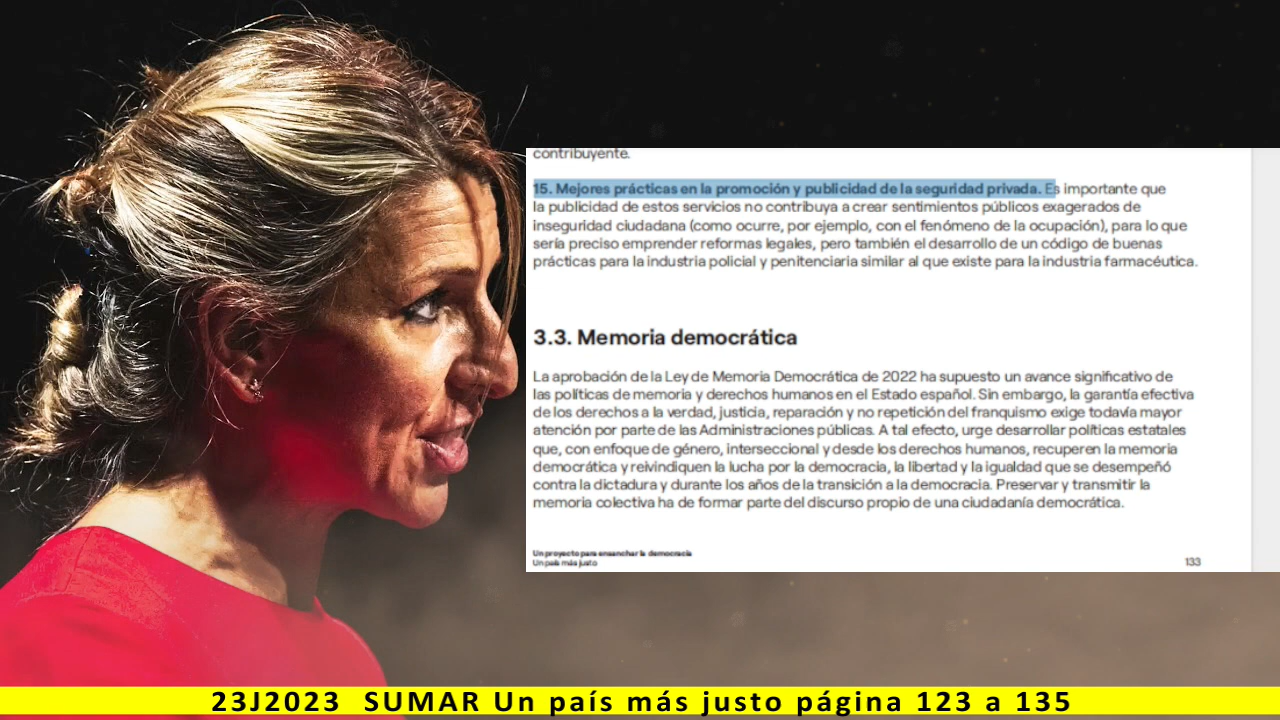 contribuyente.
15. Mejores prácticas en la promoción y publicidad de la seguridad privada. Es importante que
la publicidad de estos servicios no contribuya a crear sentimientos públicos exagerados de
inseguridad ciudadana (como ocurre, por ejemplo, con el fenómeno de la ocupación), para lo que
sería preciso emprender reformas legales, pero también el desarrollo de un código de buenas
prácticas para la industria policial y penitenciaria similar al que existe para la industria farmacéutica.
3.3. Memoria democrática
La aprobación de la Ley de Memoria Democrática de 2022 ha supuesto un avance significativo de
las políticas de memoria y derechos humanos en el Estado español. Sin embargo, la garantía efectiva
de los derechos a la verdad, justicia, reparación y no repetición del franquismo exige todavía mayor
atención por parte de las Administraciones públicas. A tal efecto, urge desarrollar políticas estatales
que, con enfoque de género, interseccional y desde los derechos humanos, recuperen la memoria
democrática y reivindiquen la lucha por la democracia, la libertad y la igualdad que se desempeñó
contra la dictadura y durante los años de la transición a la democracia. Preservar y transmitir la
memoria colectiva ha de formar parte del discurso propio de una ciudadanía democrática.
Un proyecto para ensanchar la democracia
Un país más justo
133
23J2023 SUMAR Un país más justo página 123 a 135